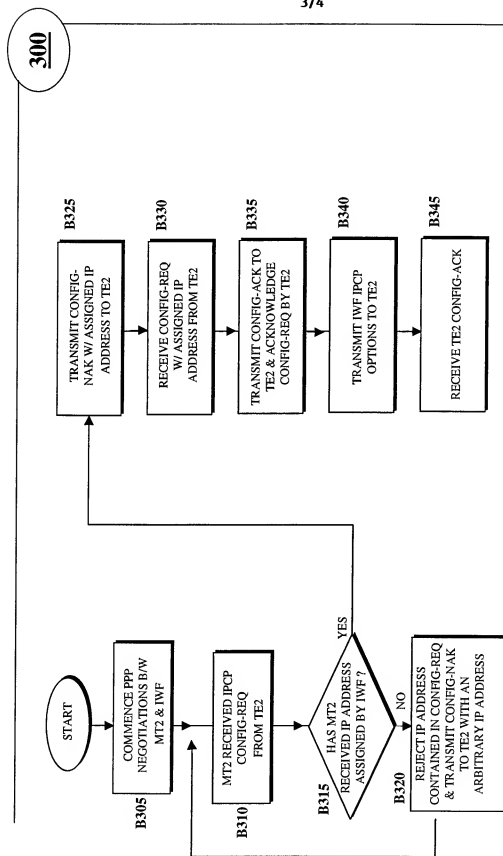 3/4
300
START
COMMENCE PPP
NEGOTIATIONS B/W
MT2 & IWF
B305
MT2 RECEIVED IPCP
CONFIG-REQ
FROM TE2
B310
HAS MT2
RECEIVED IP ADDRESS
ASSIGNED BY IWF ?
B315
YES
NO
B320
REJECT IP ADDRESS
CONTAINED IN CONFIG-REQ
& TRANSMIT CONFIG-NAK
TO TE2 WITH AN
ARBITRARY IP ADDRESS
TRANSMIT CONFIG-
NAK W/ ASSIGNED IP
ADDRESS TO TE2
B325
RECEIVE CONFIG-REQ
W/ ASSIGNED IP
ADDRESS FROM TE2
B330
TRANSMIT CONFIG-ACK TO
TE2 & ACKNOWLEDGE
CONFIG-REQ BY TE2
B335
TRANSMIT IWF IPCP
OPTIONS TO TE2
B340
RECEIVE TE2 CONFIG-ACK
B345